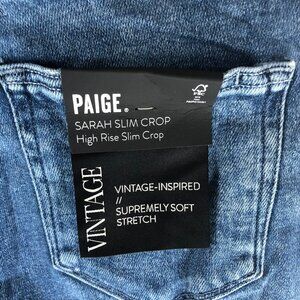 PAIGE®
SARAH SLIM CROP
High Rise Slim Crop
VINTAGE
VINTAGE-INSPIRED
//
SUPREMELY SOFT
STRETCH